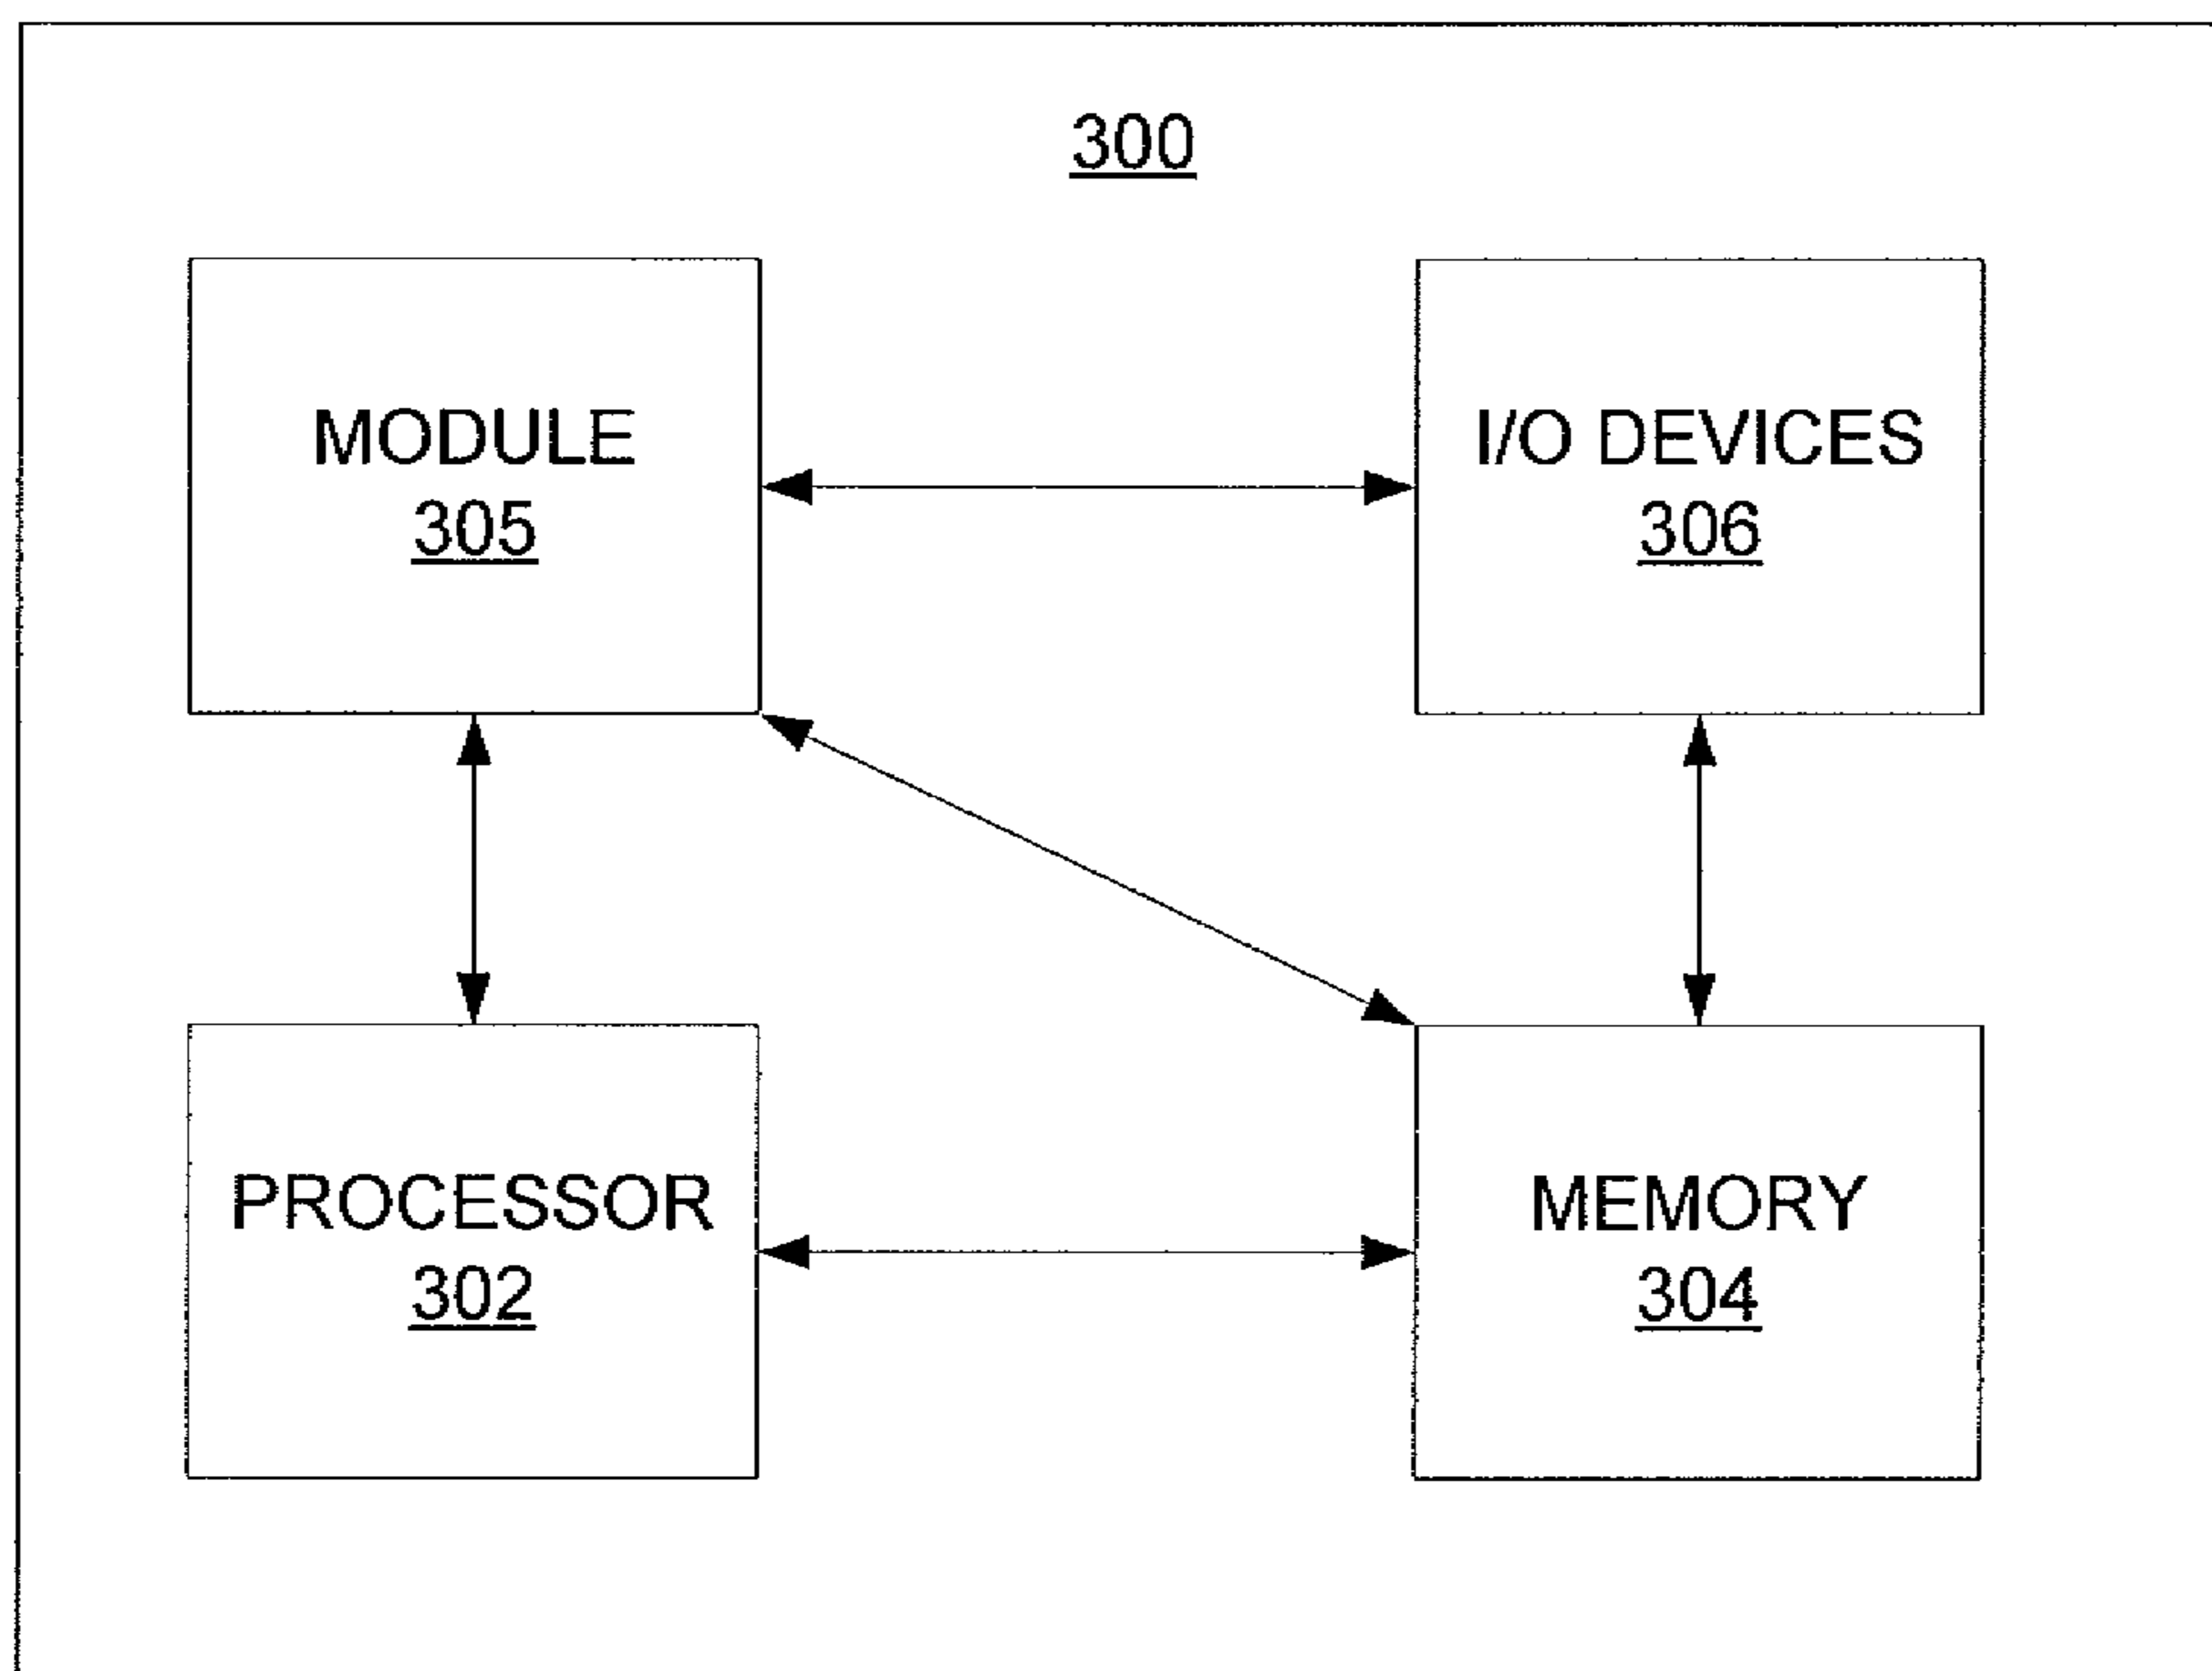 300
MODULE
305
I/O DEVICES
306
PROCESSOR
302
MEMORY
304